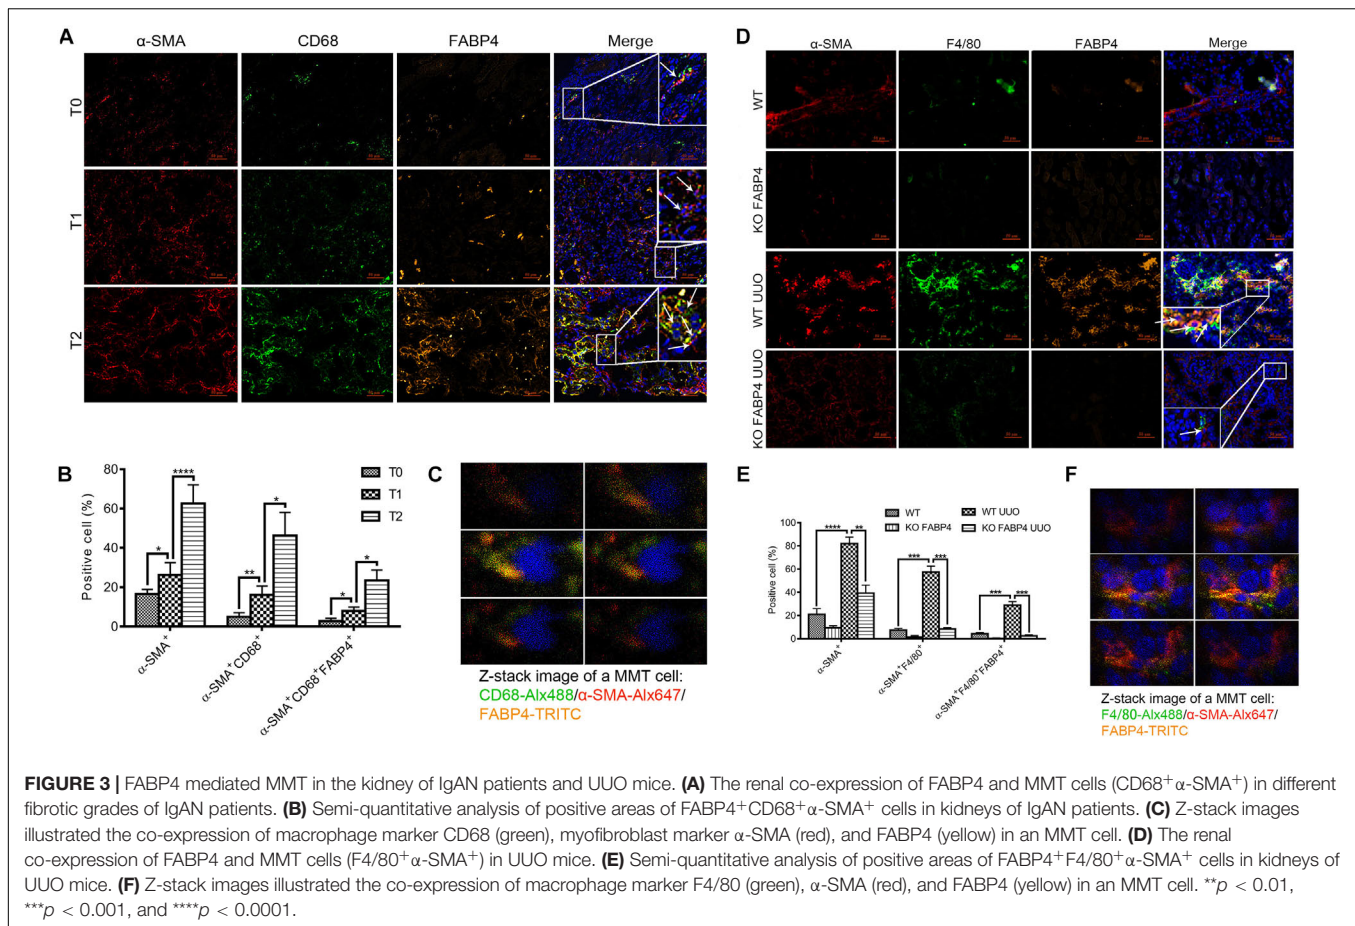 A
α-SMA CD68 FABP4 Merge
T0
T1
T2
D
α-SMA F4/80 FABP4 Merge
WT
KO FABP4
WT UUO
KO FABP4 UUO
B
Positive cell (%)
80
60
40
20
0
T0
T1
T2
* ****
** *
* *
α-SMA⁺
α-SMA⁺CD68⁺
α-SMA⁺CD68⁺FABP4⁺
C
Z-stack image of a MMT cell:
CD68-Alx488/α-SMA-Alx647/
FABP4-TRITC
E
Positive cell (%)
100
80
60
40
20
0
WT WT UUO
KO FABP4 KO FABP4 UUO
**** **
*** ***
*** ***
α-SMA⁺
α-SMA⁺F4/80⁺
α-SMA⁺F4/80⁺FABP4⁺
F
Z-stack image of a MMT cell:
F4/80-Alx488/α-SMA-Alx647/
FABP4-TRITC
FIGURE 3 | FABP4 mediated MMT in the kidney of IgAN patients and UUO mice. (A) The renal co-expression of FABP4 and MMT cells (CD68⁺α-SMA⁺) in different
fibrotic grades of IgAN patients. (B) Semi-quantitative analysis of positive areas of FABP4⁺CD68⁺α-SMA⁺ cells in kidneys of IgAN patients. (C) Z-stack images
illustrated the co-expression of macrophage marker CD68 (green), myofibroblast marker α-SMA (red), and FABP4 (yellow) in an MMT cell. (D) The renal
co-expression of FABP4 and MMT cells (F4/80⁺α-SMA⁺) in UUO mice. (E) Semi-quantitative analysis of positive areas of FABP4⁺F4/80⁺α-SMA⁺ cells in kidneys of
UUO mice. (F) Z-stack images illustrated the co-expression of macrophage marker F4/80 (green), α-SMA (red), and FABP4 (yellow) in an MMT cell. **p < 0.01,
***p < 0.001, and ****p < 0.0001.